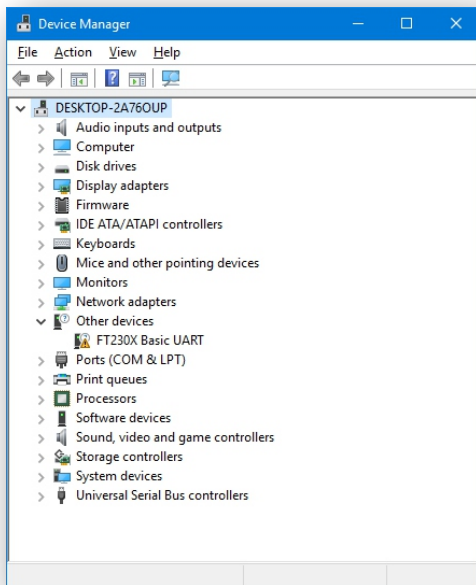 Device Manager
File Action View Help
DESKTOP-2A76OUP
Audio inputs and outputs
Computer
Disk drives
Display adapters
Firmware
IDE ATA/ATAPI controllers
Keyboards
Mice and other pointing devices
Monitors
Network adapters
Other devices
FT230X Basic UART
Ports (COM & LPT)
Print queues
Processors
Software devices
Sound, video and game controllers
Storage controllers
System devices
Universal Serial Bus controllers